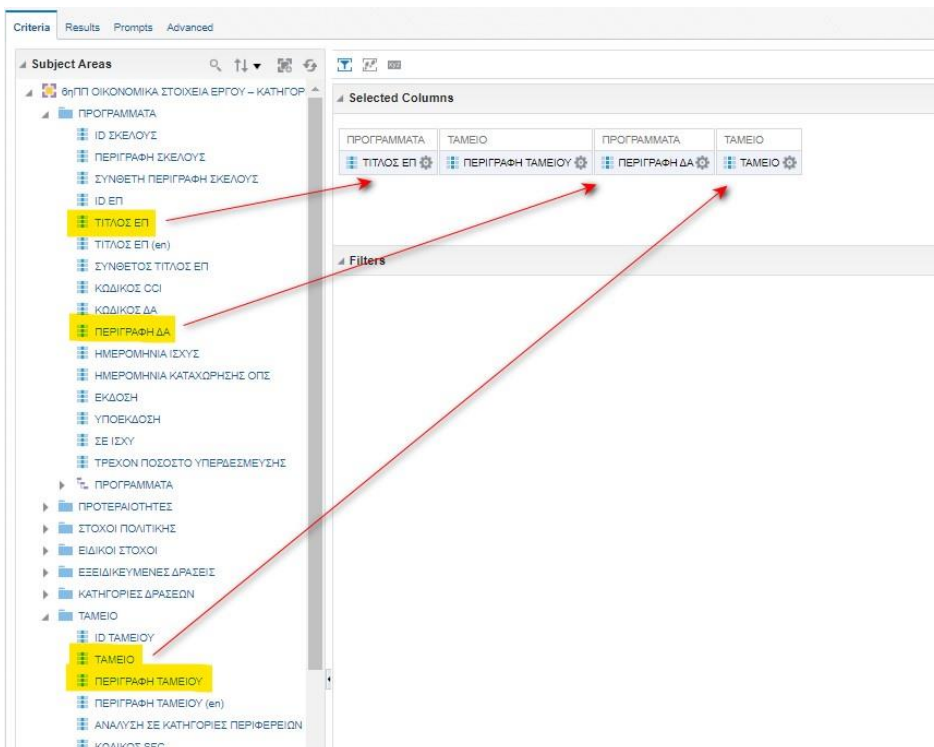 Criteria Results Prompts Advanced
Subject Areas
6ηΠΠ ΟΙΚΟΝΟΜΙΚΑ ΣΤΟΙΧΕΙΑ ΕΡΓΟΥ – ΚΑΤΗΓΟΡ
ΠΡΟΓΡΑΜΜΑΤΑ
ID ΣΚΕΛΟΥΣ
ΠΕΡΙΓΡΑΦΗ ΣΚΕΛΟΥΣ
ΣΥΝΘΕΤΗ ΠΕΡΙΓΡΑΦΗ ΣΚΕΛΟΥΣ
ID ΕΠ
ΤΙΤΛΟΣ ΕΠ
ΤΙΤΛΟΣ ΕΠ (en)
ΣΥΝΘΕΤΟΣ ΤΙΤΛΟΣ ΕΠ
ΚΩΔΙΚΟΣ CCI
ΚΩΔΙΚΟΣ ΔΑ
ΠΕΡΙΓΡΑΦΗ ΔΑ
ΗΜΕΡΟΜΗΝΙΑ ΙΣΧΥΣ
ΗΜΕΡΟΜΗΝΙΑ ΚΑΤΑΧΩΡΗΣΗΣ ΟΠΣ
ΕΚΔΟΣΗ
ΥΠΟΕΚΔΟΣΗ
ΣΕ ΙΣΧΥ
ΤΡΕΧΟΝ ΠΟΣΟΣΤΟ ΥΠΕΡΔΕΣΜΕΥΣΗΣ
ΠΡΟΓΡΑΜΜΑΤΑ
ΠΡΟΤΕΡΑΙΟΤΗΤΕΣ
ΣΤΟΧΟΙ ΠΟΛΙΤΙΚΗΣ
ΕΙΔΙΚΟΙ ΣΤΟΧΟΙ
ΕΞΕΙΔΙΚΕΥΜΕΝΕΣ ΔΡΑΣΕΙΣ
ΚΑΤΗΓΟΡΙΕΣ ΔΡΑΣΕΩΝ
ΤΑΜΕΙΟ
ID ΤΑΜΕΙΟΥ
ΤΑΜΕΙΟ
ΠΕΡΙΓΡΑΦΗ ΤΑΜΕΙΟΥ
ΠΕΡΙΓΡΑΦΗ ΤΑΜΕΙΟΥ (en)
ΑΝΑΛΥΣΗ ΣΕ ΚΑΤΗΓΟΡΙΕΣ ΠΕΡΙΦΕΡΕΙΩΝ
ΚΩΔΙΚΟΣ SFC
Selected Columns
ΠΡΟΓΡΑΜΜΑΤΑ ΤΑΜΕΙΟ ΠΡΟΓΡΑΜΜΑΤΑ ΤΑΜΕΙΟ
ΤΙΤΛΟΣ ΕΠ ΠΕΡΙΓΡΑΦΗ ΤΑΜΕΙΟΥ ΠΕΡΙΓΡΑΦΗ ΔΑ ΤΑΜΕΙΟ
Filters